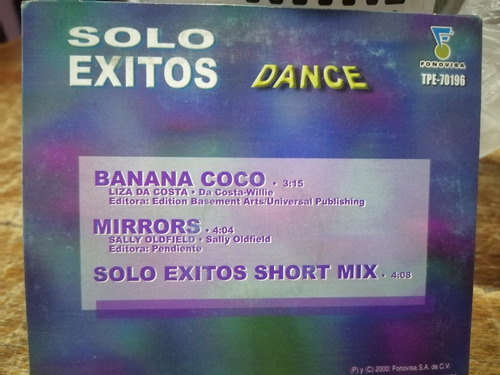 SOLO
EXITOS
DANCE
FONOVISA
TPE-70196
BANANA COCO • 3:15
LIZA DA COSTA • Da Costa-Willie
Editora: Edition Basement Arts/Universal Publishing
MIRRORS • 4:04
SALLY OLDFIELD • Sally Oldfield
Editora: Pendiente
SOLO EXITOS SHORT MIX • 4:08
(P) y (C) 2000: Fonovisa S.A. de C.V.